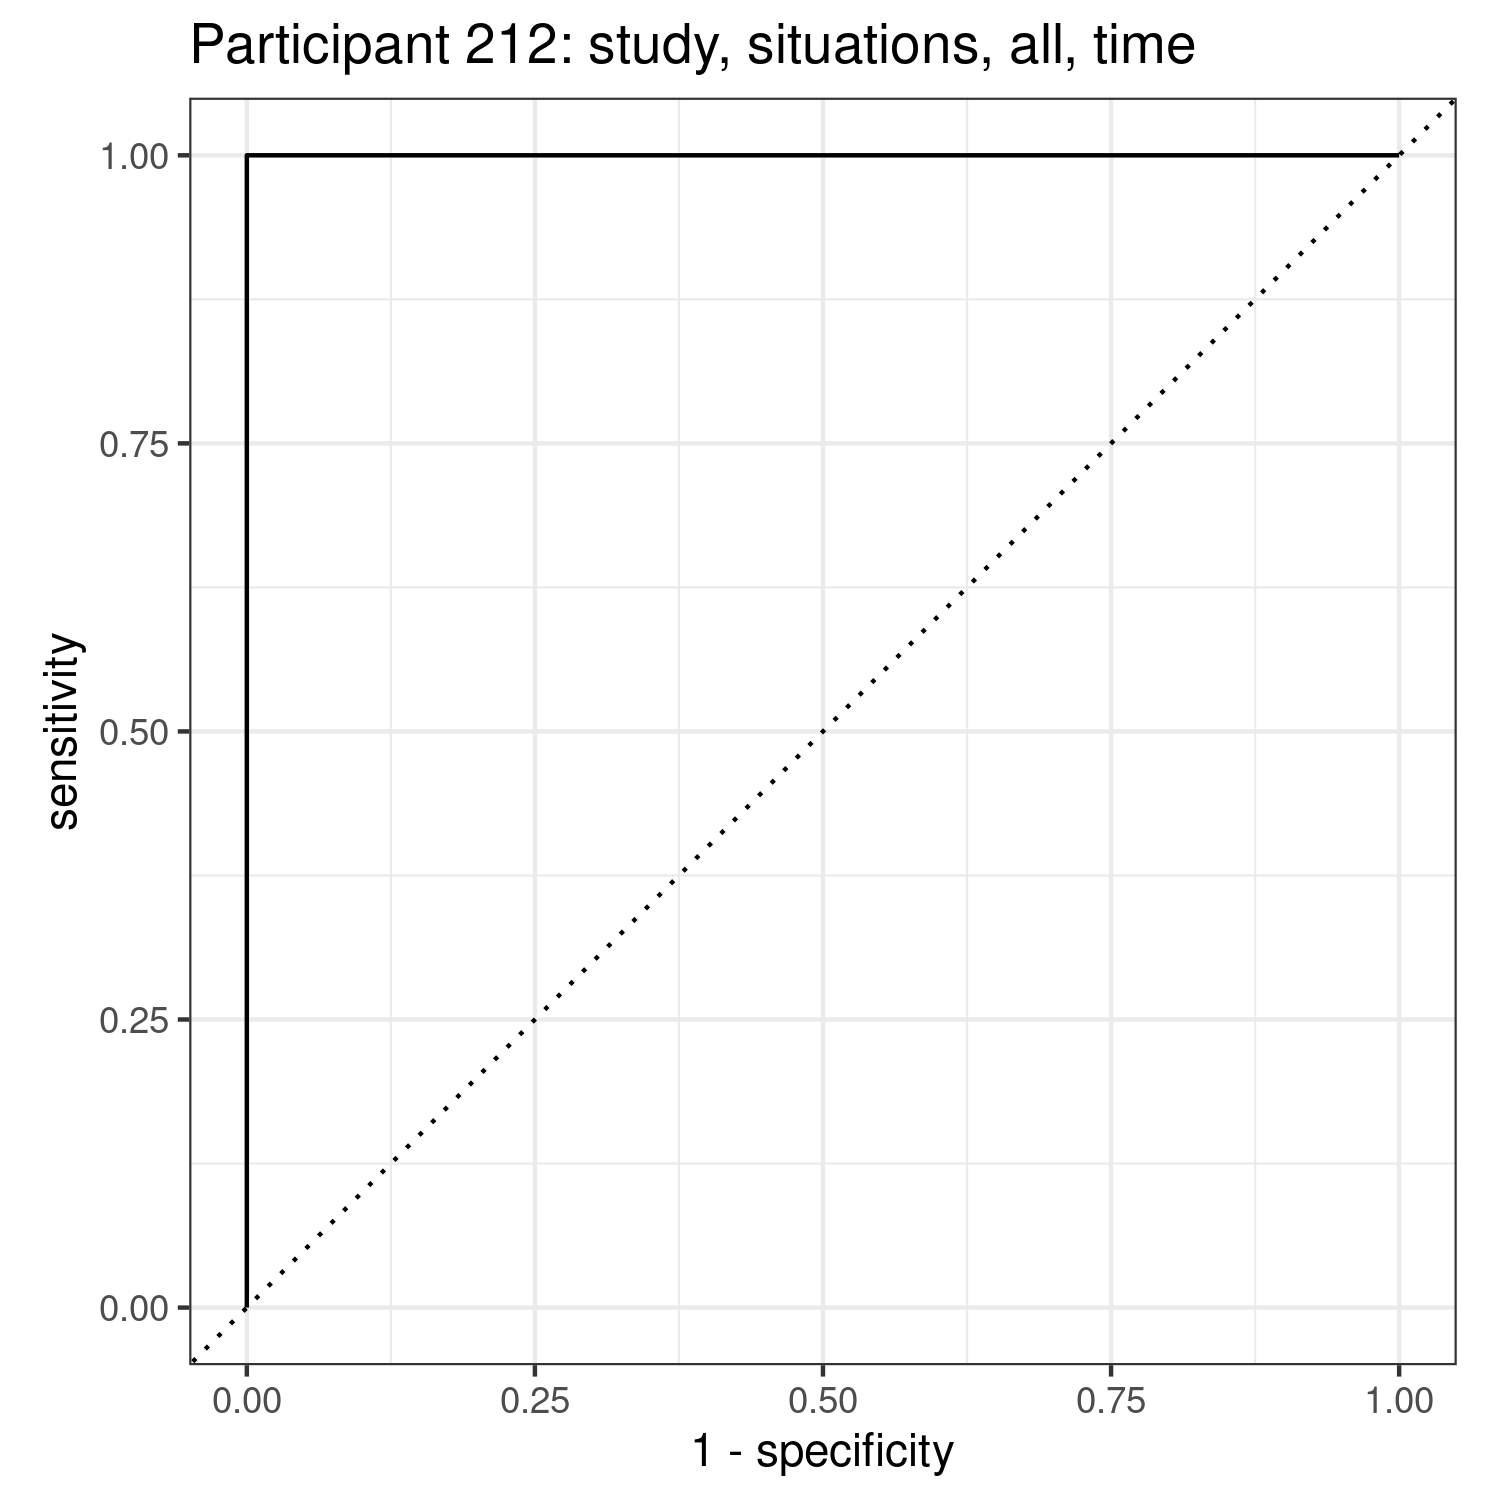 Participant 212: study, situations, all, time
sensitivity
1.00
0.75
0.50
0.25
0.00
0.00 0.25 0.50 0.75 1.00
1 - specificity